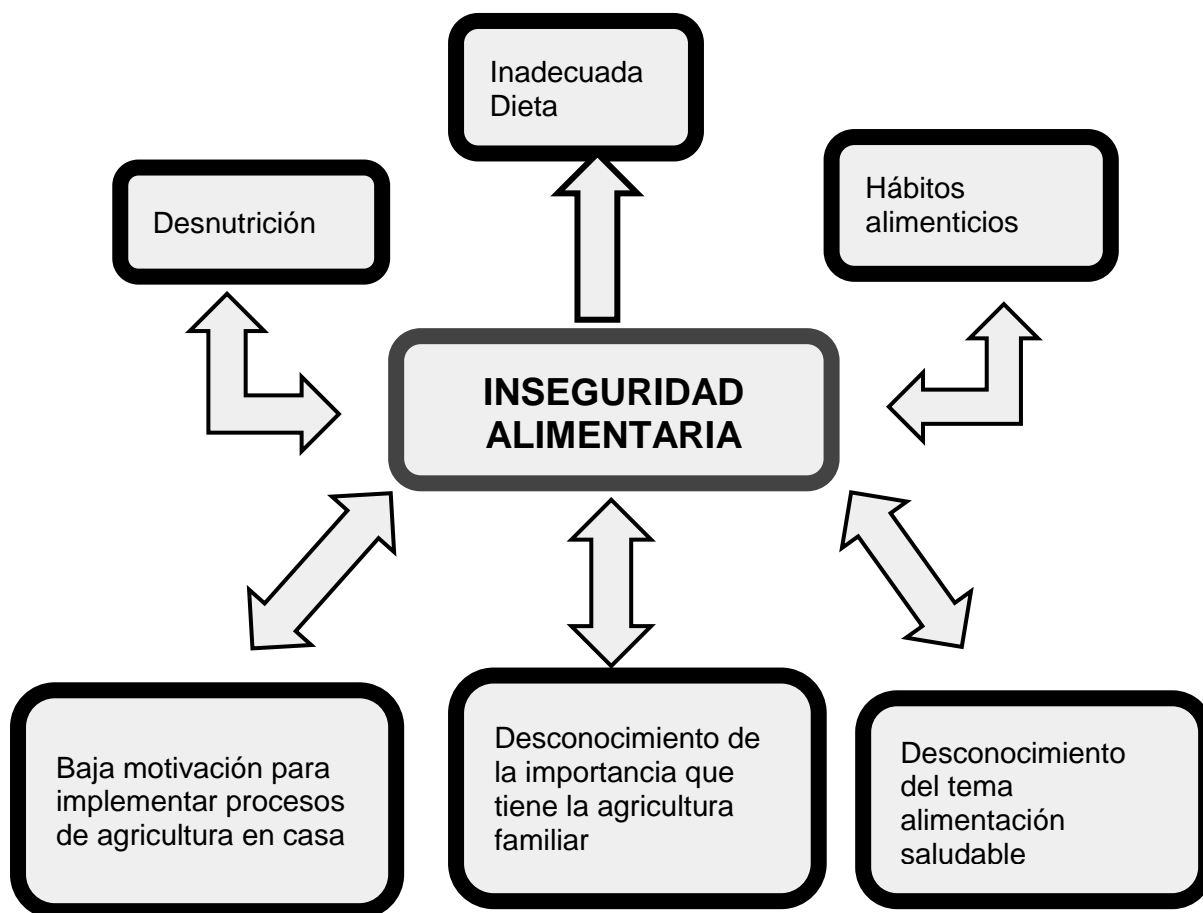 Inadecuada
Dieta
Desnutrición
Hábitos
alimenticios
INSEGURIDAD
ALIMENTARIA
Baja motivación para
implementar procesos
de agricultura en casa
Desconocimiento de
la importancia que
tiene la agricultura
familiar
Desconocimiento
del tema
alimentación
saludable